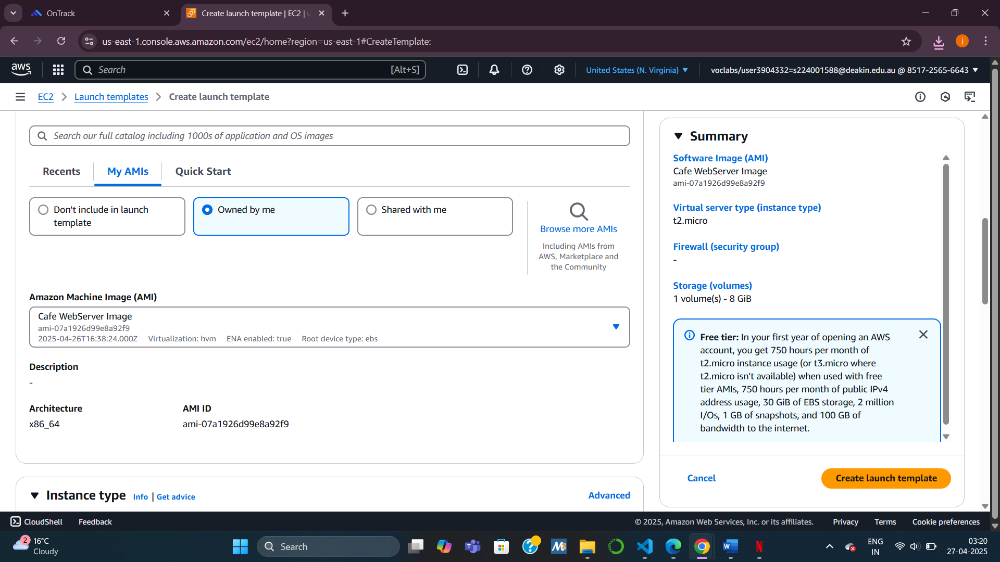 OnTrack
Create launch template | EC2 | u
us-east-1.console.aws.amazon.com/ec2/home?region=us-east-1#CreateTemplate:
j
aws
Search
[Alt+S]
United States (N. Virginia)
voclabs/user3904332=s224001588@deakin.edu.au @ 8517-2565-6643
EC2
Launch templates
Create launch template
Search our full catalog including 1000s of application and OS images
Recents
My AMIs
Quick Start
Don't include in launch
template
Owned by me
Shared with me
Browse more AMIs
Including AMIs from
AWS, Marketplace and
the Community
Amazon Machine Image (AMI)
Cafe WebServer Image
ami-07a1926d99e8a92f9
2025-04-26T16:38:24.000Z Virtualization: hvm ENA enabled: true Root device type: ebs
Description
-
Architecture
x86_64
AMI ID
ami-07a1926d99e8a92f9
Instance type
Info | Get advice
Advanced
Summary
Software Image (AMI)
Cafe WebServer Image
ami-07a1926d99e8a92f9
Virtual server type (instance type)
t2.micro
Firewall (security group)
-
Storage (volumes)
1 volume(s) - 8 GiB
Free tier: In your first year of opening an AWS
account, you get 750 hours per month of
t2.micro instance usage (or t3.micro where
t2.micro isn't available) when used with free
tier AMIs, 750 hours per month of public IPv4
address usage, 30 GiB of EBS storage, 2 million
I/Os, 1 GB of snapshots, and 100 GB of
bandwidth to the internet.
Cancel
Create launch template
CloudShell
Feedback
© 2025, Amazon Web Services, Inc. or its affiliates.
Privacy
Terms
Cookie preferences
2
16°C
Cloudy
Search
ENG
IN
03:20
27-04-2025